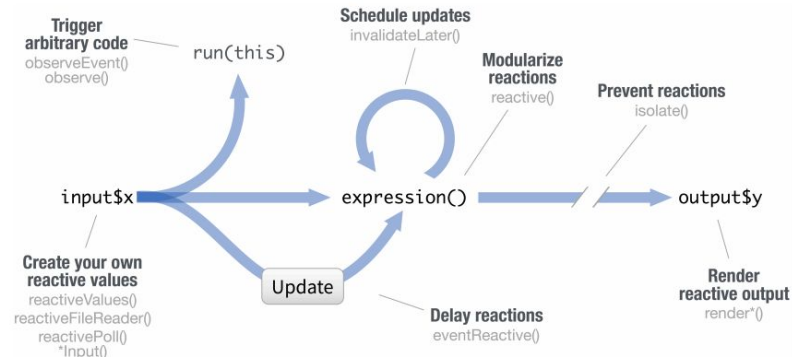 Trigger
arbitrary code
observeEvent()
observe()
run(this)
Schedule updates
invalidateLater()
Modularize
reactions
reactive()
Prevent reactions
isolate()
input$x
expression()
output$y
Create your own
reactive values
reactiveValues()
reactiveFileReader()
reactivePoll()
*Input()
Update
Delay reactions
eventReactive()
Render
reactive output
render*()